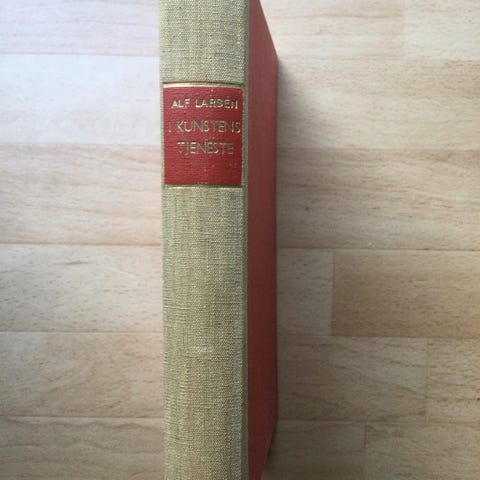 ALF LARSEN
I KUNSTENS
TJENESTE